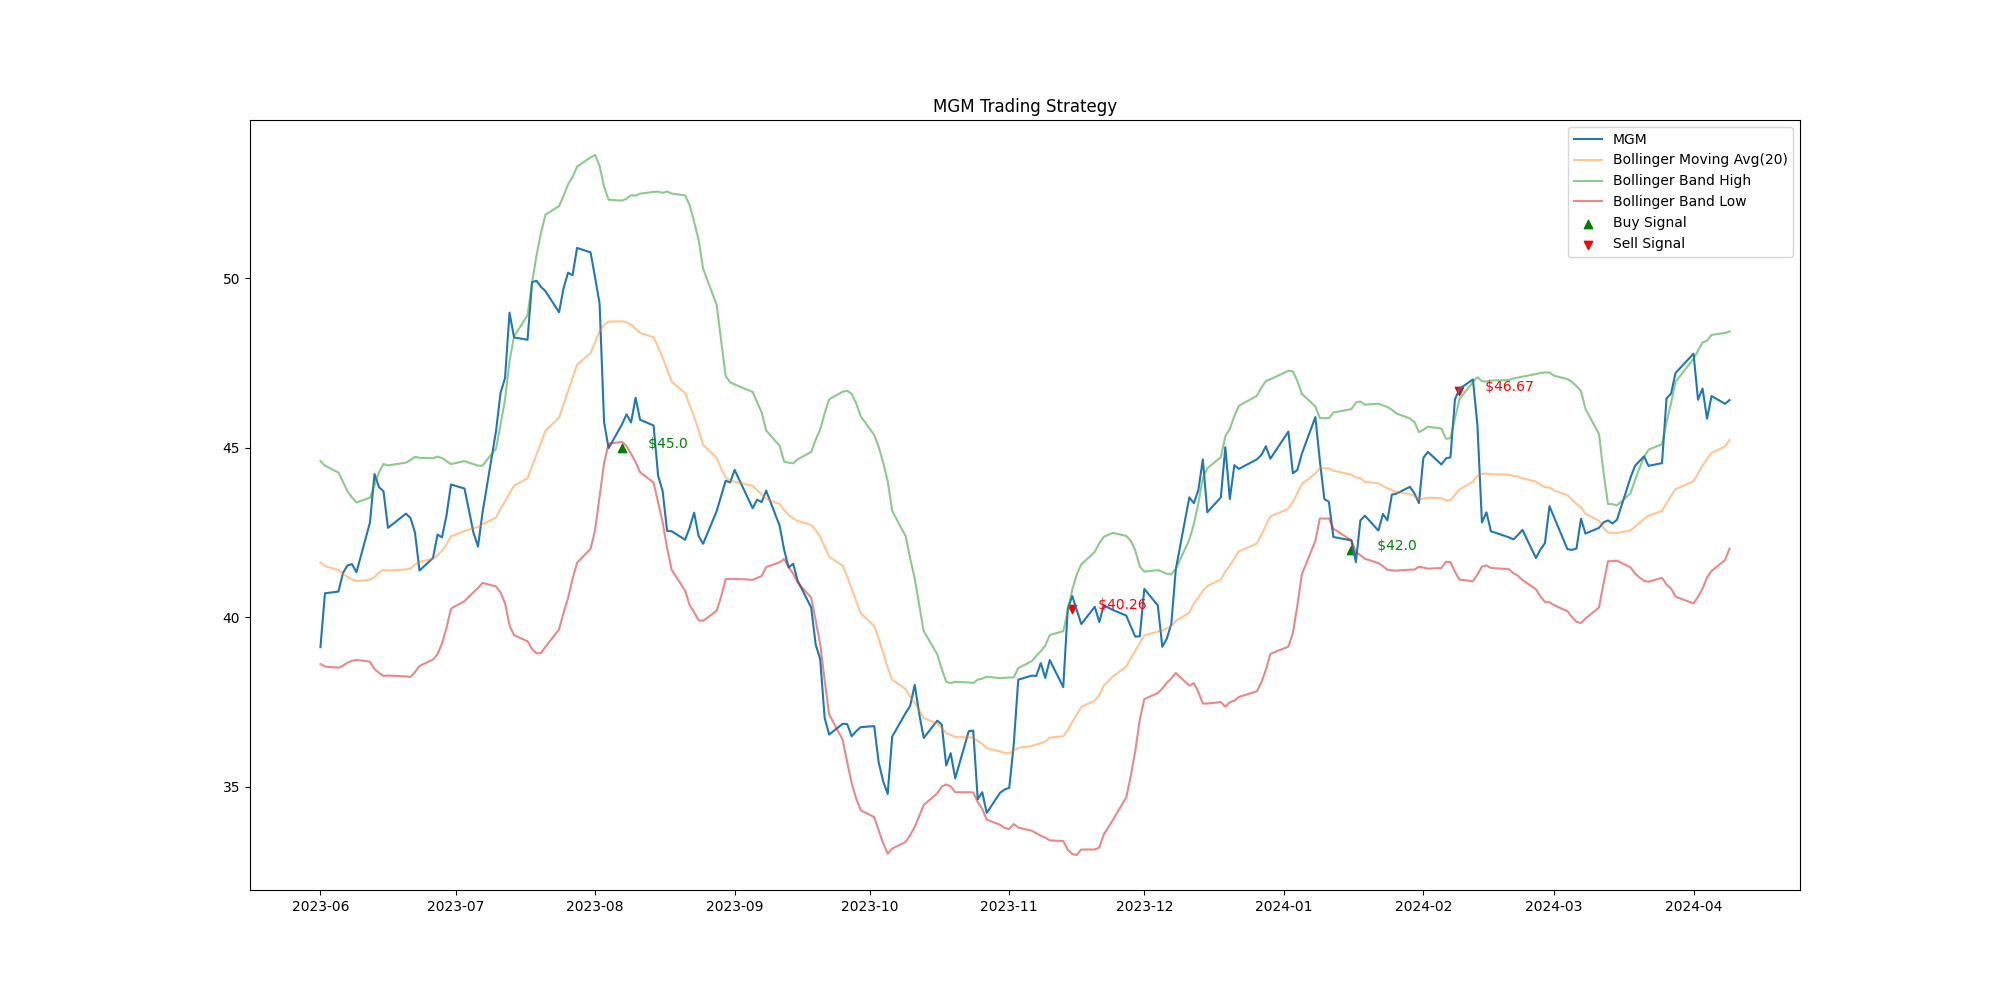 MGM Trading Strategy
MGM
Bollinger Moving Avg(20)
Bollinger Band High
Bollinger Band Low
Buy Signal
Sell Signal
50
45
40
35
$45.0
$40.26
$42.0
$46.67
2023-06 2023-07 2023-08 2023-09 2023-10 2023-11 2023-12 2024-01 2024-02 2024-03 2024-04